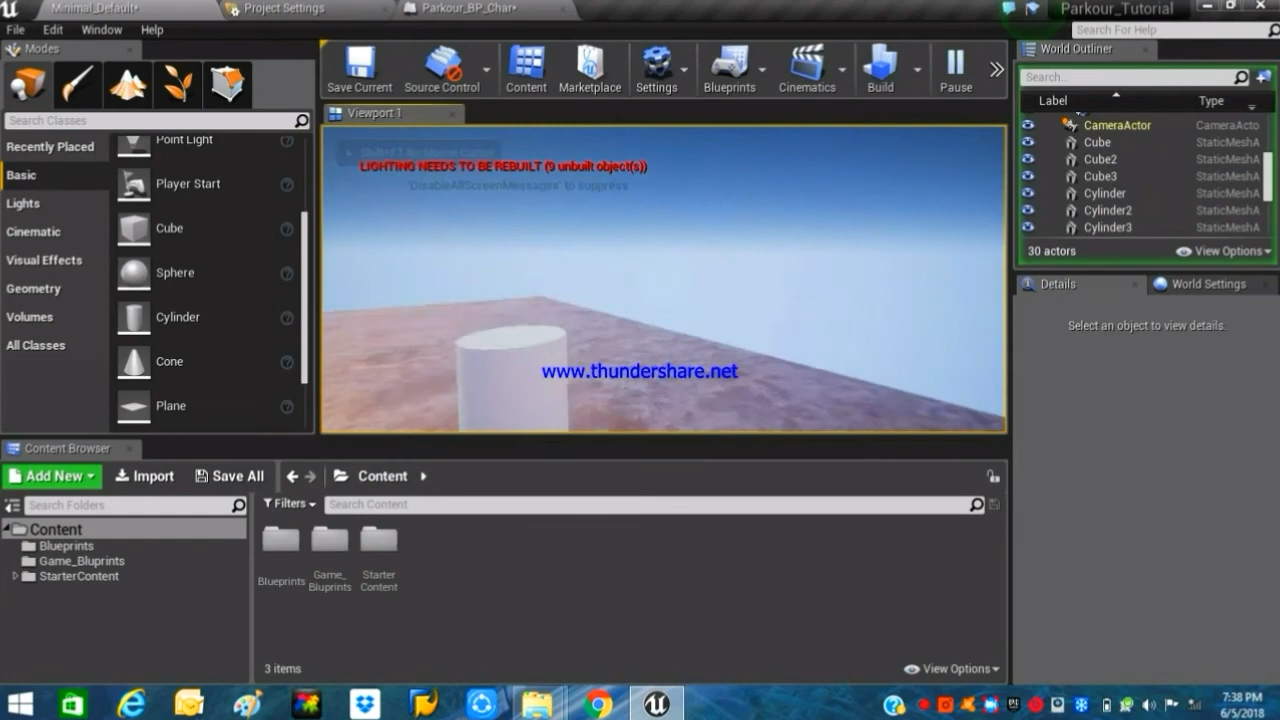 Minimal_Default*
Project Settings
Parkour_BP_Char*
Parkour_Tutorial
File Edit Window Help
Search For Help
Modes
Save Current
Source Control
Content
Marketplace
Settings
Blueprints
Cinematics
Build
Pause
World Outliner
Search...
Label Type
CameraActor CameraActo
Cube StaticMeshA
Cube2 StaticMeshA
Cube3 StaticMeshA
Cylinder StaticMeshA
Cylinder2 StaticMeshA
Cylinder3 StaticMeshA
30 actors
View Options
Search Classes
Recently Placed
Basic
Lights
Cinematic
Visual Effects
Geometry
Volumes
All Classes
Point Light
Player Start
Cube
Sphere
Cylinder
Cone
Plane
Viewport 1
Shift+F1 for Mouse Cursor
LIGHTING NEEDS TO BE REBUILT (9 unbuilt object(s))
'DisableAllScreenMessages' to suppress
www.thundershare.net
Details
World Settings
Select an object to view details.
Content Browser
Add New
Import
Save All
Content
Search Folders
Filters
Search Content
Content
Blueprints
Game_Bluprints
StarterContent
Blueprints
Game_
Bluprints
Starter
Content
3 items
View Options
7:38 PM
6/5/2018